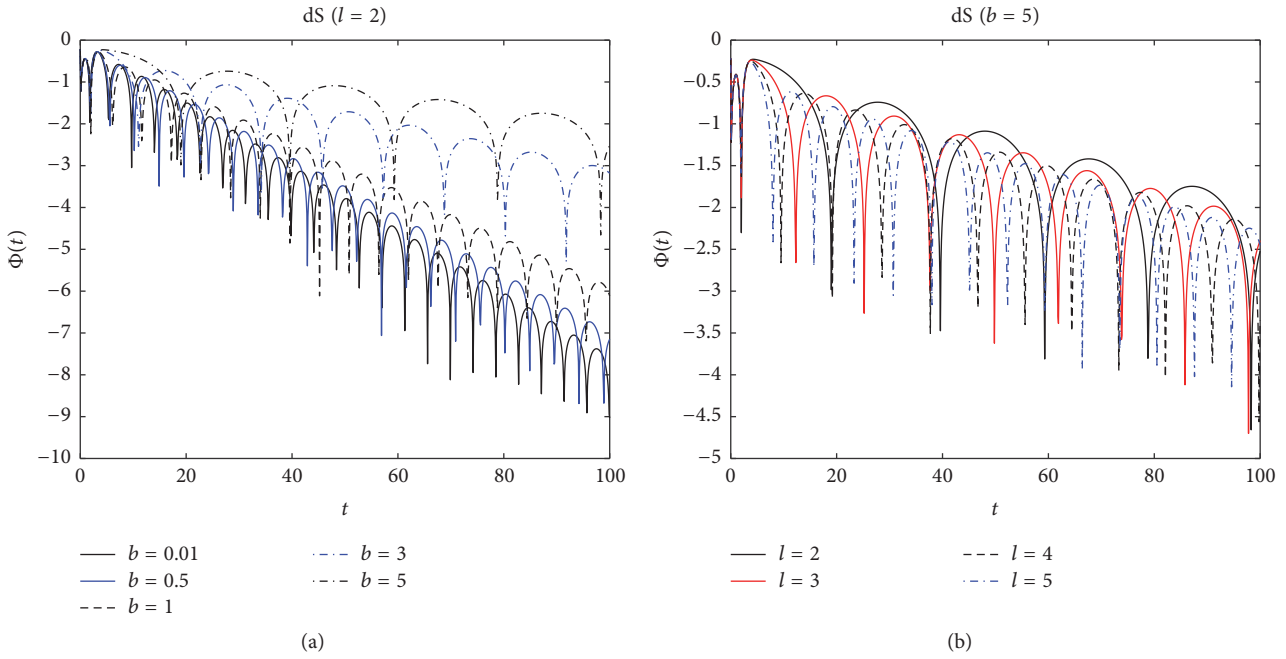 dS (l = 2)
0
−1
−2
−3
−4
−5
−6
−7
−8
−9
−10
Φ(t)
0 20 40 60 80 100
t
b = 0.01
b = 0.5
b = 1
b = 3
b = 5
(a)
dS (b = 5)
0
−0.5
−1
−1.5
−2
−2.5
−3
−3.5
−4
−4.5
−5
Φ(t)
0 20 40 60 80 100
t
l = 2
l = 3
l = 4
l = 5
(b)